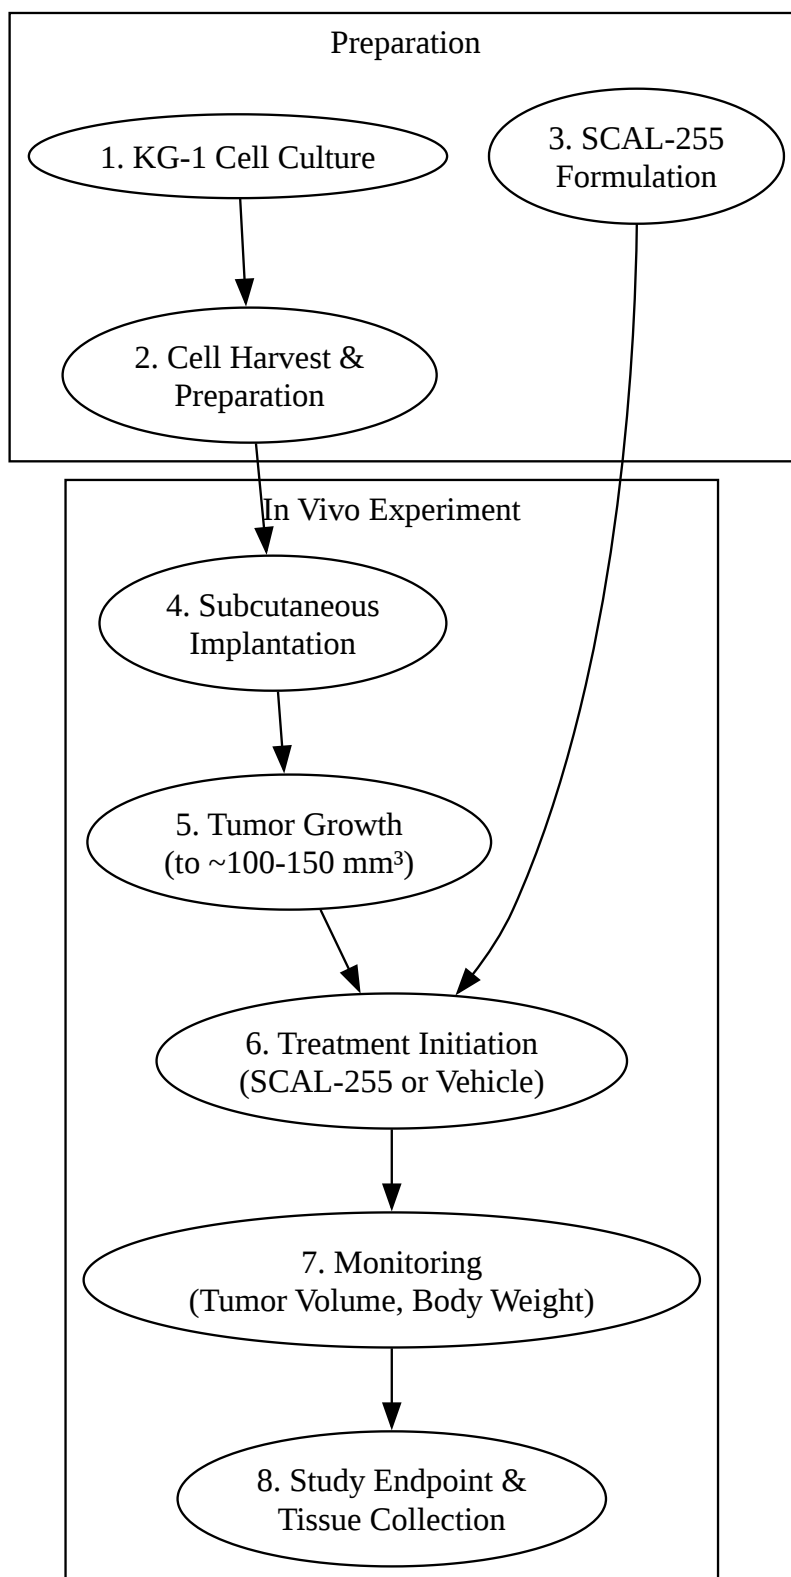 Preparation
1. KG-1 Cell Culture
3. SCAL-255
Formulation
2. Cell Harvest &
Preparation
In Vivo Experiment
4. Subcutaneous
Implantation
5. Tumor Growth
(to ~100-150 mm³)
6. Treatment Initiation
(SCAL-255 or Vehicle)
7. Monitoring
(Tumor Volume, Body Weight)
8. Study Endpoint &
Tissue Collection